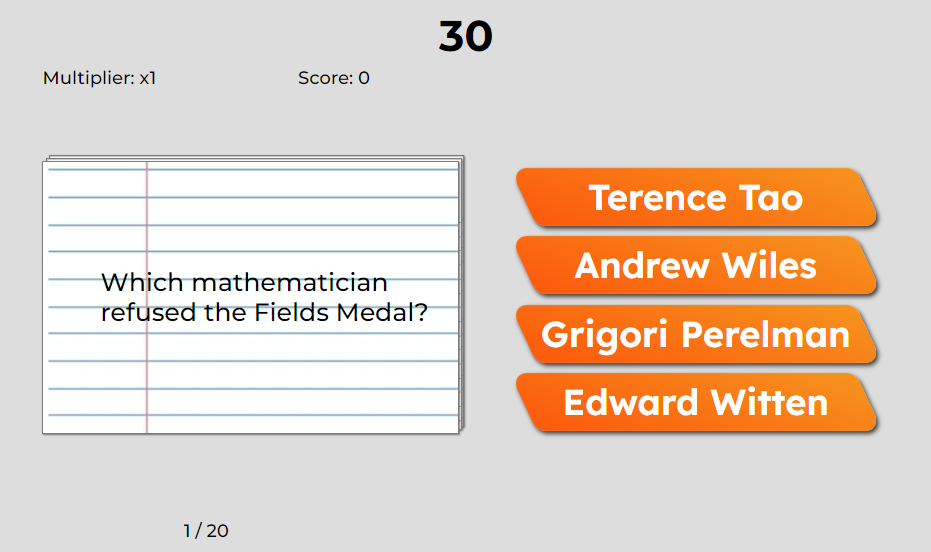 30
Multiplier: x1
Score: 0
Which mathematician
refused the Fields Medal?
Terence Tao
Andrew Wiles
Grigori Perelman
Edward Witten
1 / 20